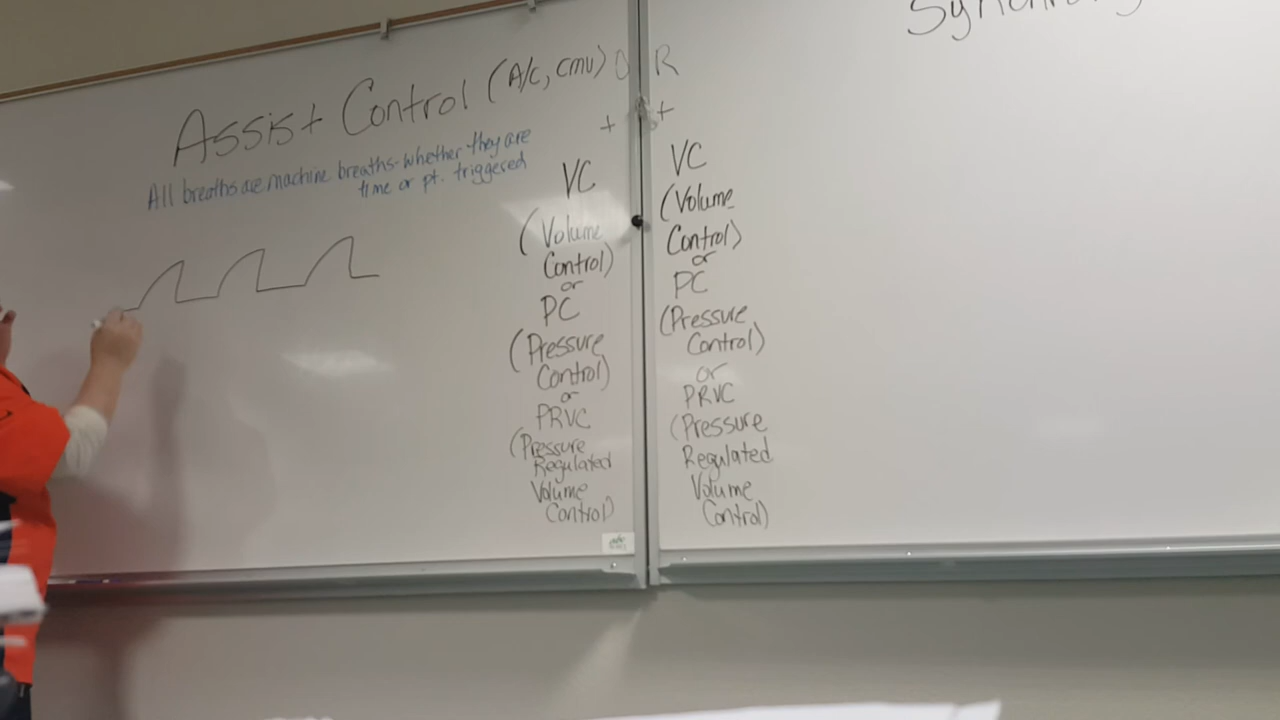 Assist Control (A/C, CMV) OR
All breaths are machine breaths-whether they are
time or pt. triggered
+
VC
(Volume
Control)
or
PC
(Pressure
Control)
or
PRVC
(Pressure
Regulated
Volume
Control)
+
VC
(Volume
Control)
or
PC
(Pressure
Control)
or
PRVC
(Pressure
Regulated
Volume
Control)